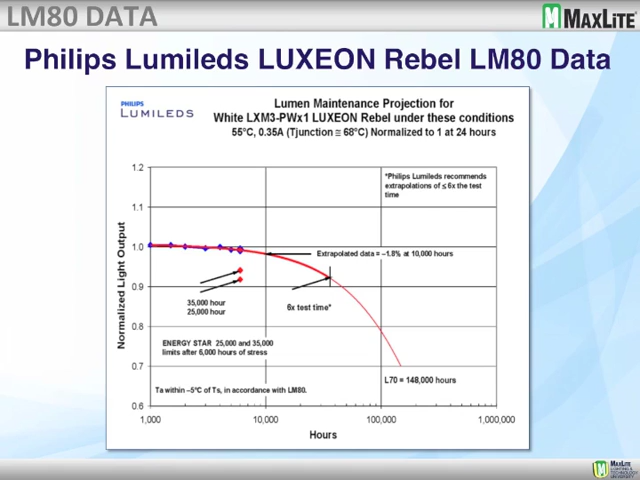 LM80 DATA
MAXLITE
Philips Lumileds LUXEON Rebel LM80 Data
PHILIPS
LUMILEDS
Lumen Maintenance Projection for
White LXM3-PWx1 LUXEON Rebel under these conditions
55°C, 0.35A (Tjunction ≅ 68°C) Normalized to 1 at 24 hours
1.2
1.1
1.0
0.9
0.8
0.7
0.6
Normalized Light Output
*Philips Lumileds recommends
extrapolations of ≤ 6x the test
time
Extrapolated data = ~1.8% at 10,000 hours
35,000 hour
25,000 hour
6x test time*
ENERGY STAR 25,000 and 35,000
limits after 6,000 hours of stress
L70 = 148,000 hours
Ta within –5°C of Ts, in accordance with LM80.
1,000
10,000
100,000
1,000,000
Hours
MAXLITE
LIGHTING &
TECHNOLOGY
UNIVERSITY